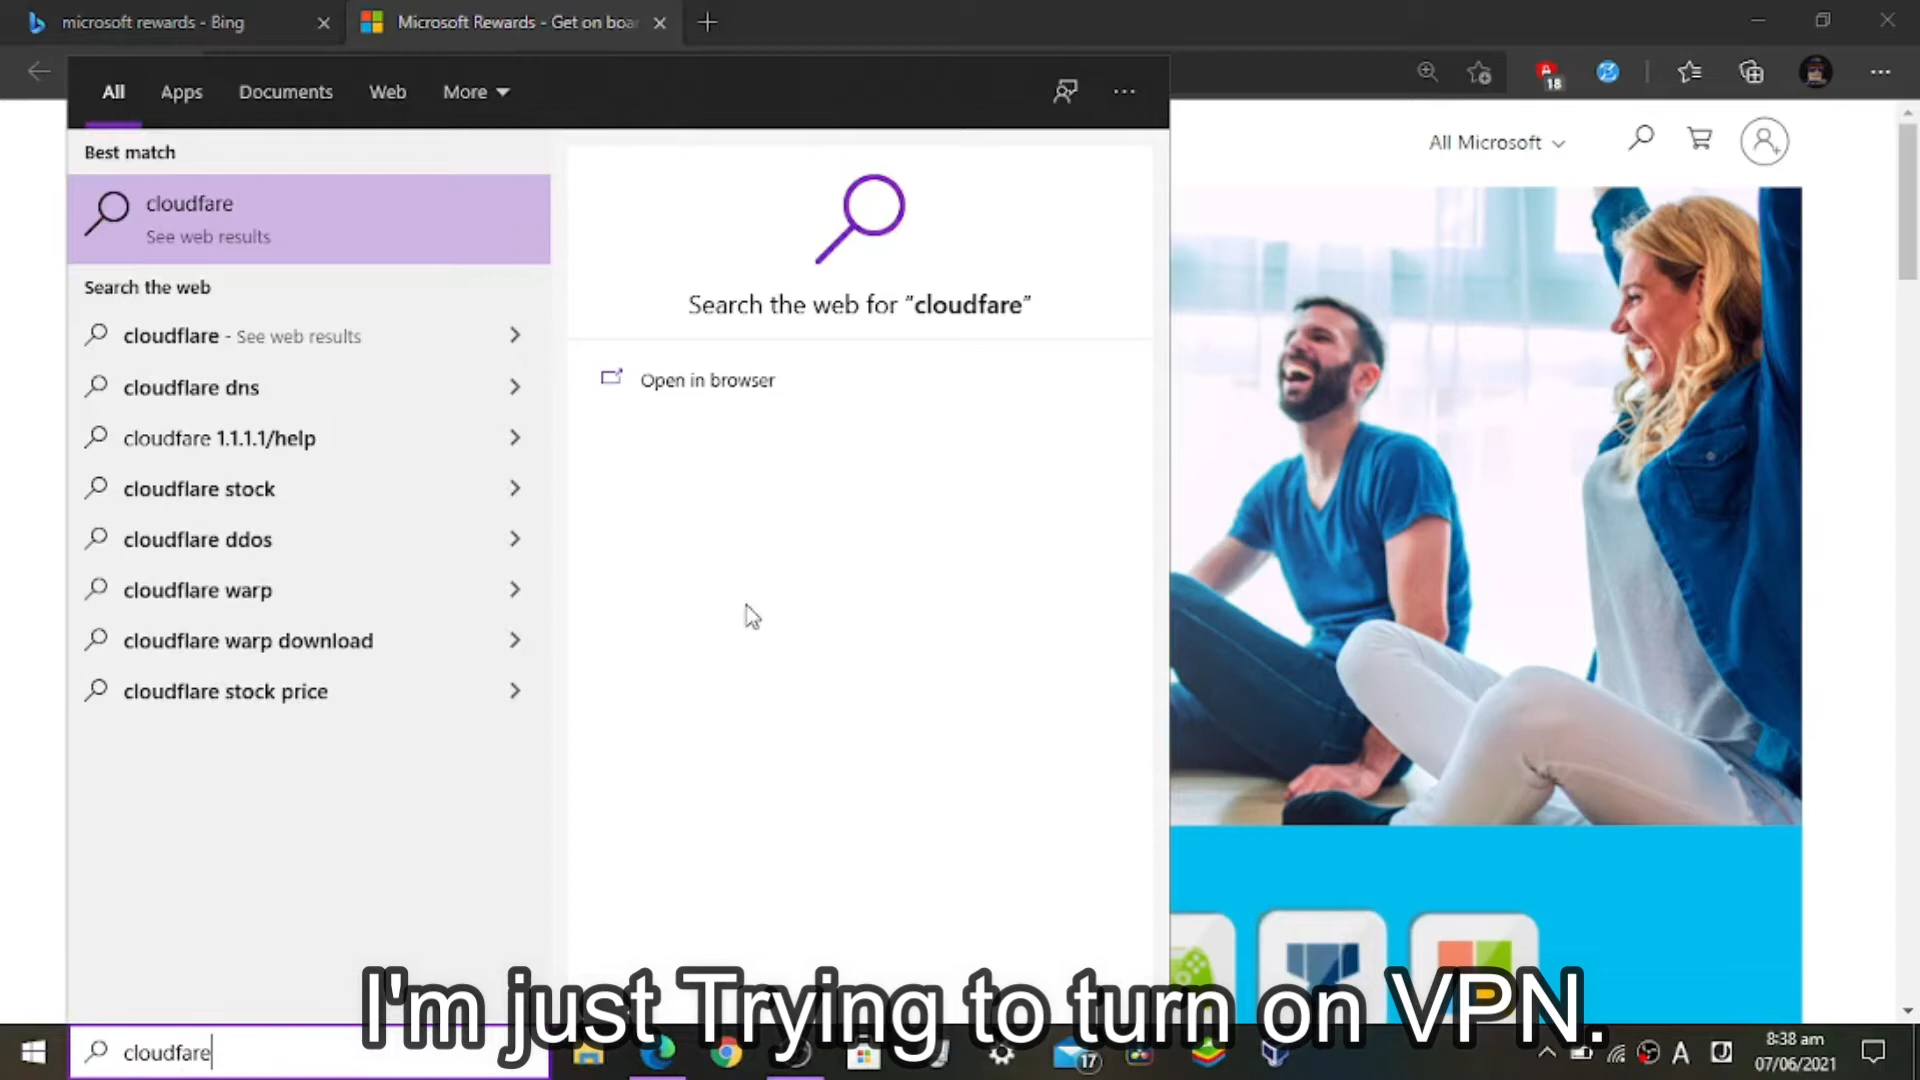 microsoft rewards - Bing
Microsoft Rewards - Get on boar
18
All Apps Documents Web More
Best match
cloudfare
See web results
Search the web
cloudflare - See web results
cloudflare dns
cloudfare 1.1.1.1/help
cloudflare stock
cloudflare ddos
cloudflare warp
cloudflare warp download
cloudflare stock price
Search the web for "cloudfare"
Open in browser
All Microsoft
I'm just Trying to turn on VPN.
cloudfare
17
A
8:38 am
07/06/2021